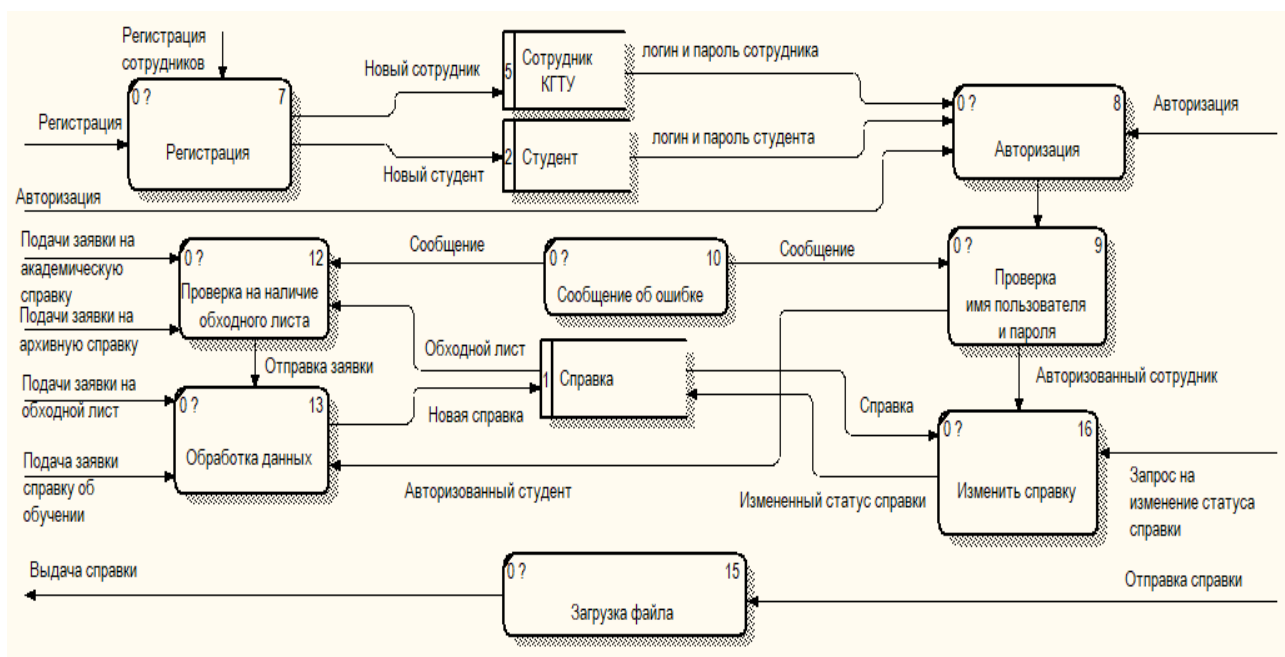 Регистрация
сотрудников
0 ?
7
Регистрация
Регистрация
Новый сотрудник
Новый студент
5
Сотрудник
КГТУ
2
Студент
логин и пароль сотрудника
логин и пароль студента
0 ?
8
Авторизация
Авторизация
Авторизация
Подачи заявки на
академическую
справку
Подачи заявки на
архивную справку
0 ?
12
Проверка на наличие
обходного листа
Сообщение
0 ?
10
Сообщение об ошибке
Сообщение
0 ?
9
Проверка
имя пользователя
и пароля
Отправка заявки
Обходной лист
1
Справка
Новая справка
Авторизованный сотрудник
Справка
Подачи заявки на
обходной лист
Подача заявки
справку об
обучении
0 ?
13
Обработка данных
Авторизованный студент
Измененный статус справки
0 ?
16
Изменить справку
Запрос на
изменение статуса
справки
Выдача справки
0 ?
15
Загрузка файла
Отправка справки